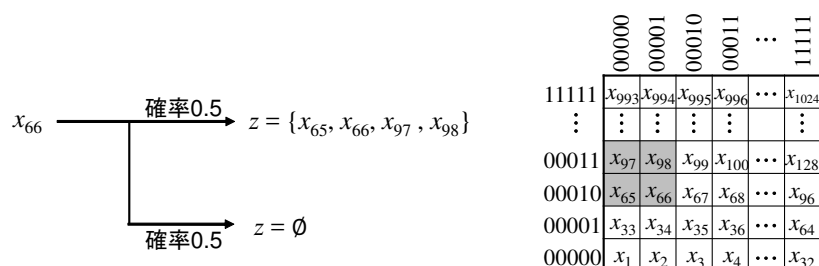 確率0.5
x₆₆
z = {x₆₅, x₆₆, x₉₇ , x₉₈}
確率0.5
z = ∅
00000 00001 00010 00011 ··· 11111
11111 x₉₉₃ x₉₉₄ x₉₉₅ x₉₉₆ ··· x₁₀₂₄
⋮ ⋮ ⋮ ⋮ ⋮ ⋮
00011 x₉₇ x₉₈ x₉₉ x₁₀₀ ··· x₁₂₈
00010 x₆₅ x₆₆ x₆₇ x₆₈ ··· x₉₆
00001 x₃₃ x₃₄ x₃₅ x₃₆ ··· x₆₄
00000 x₁ x₂ x₃ x₄ ··· x₃₂